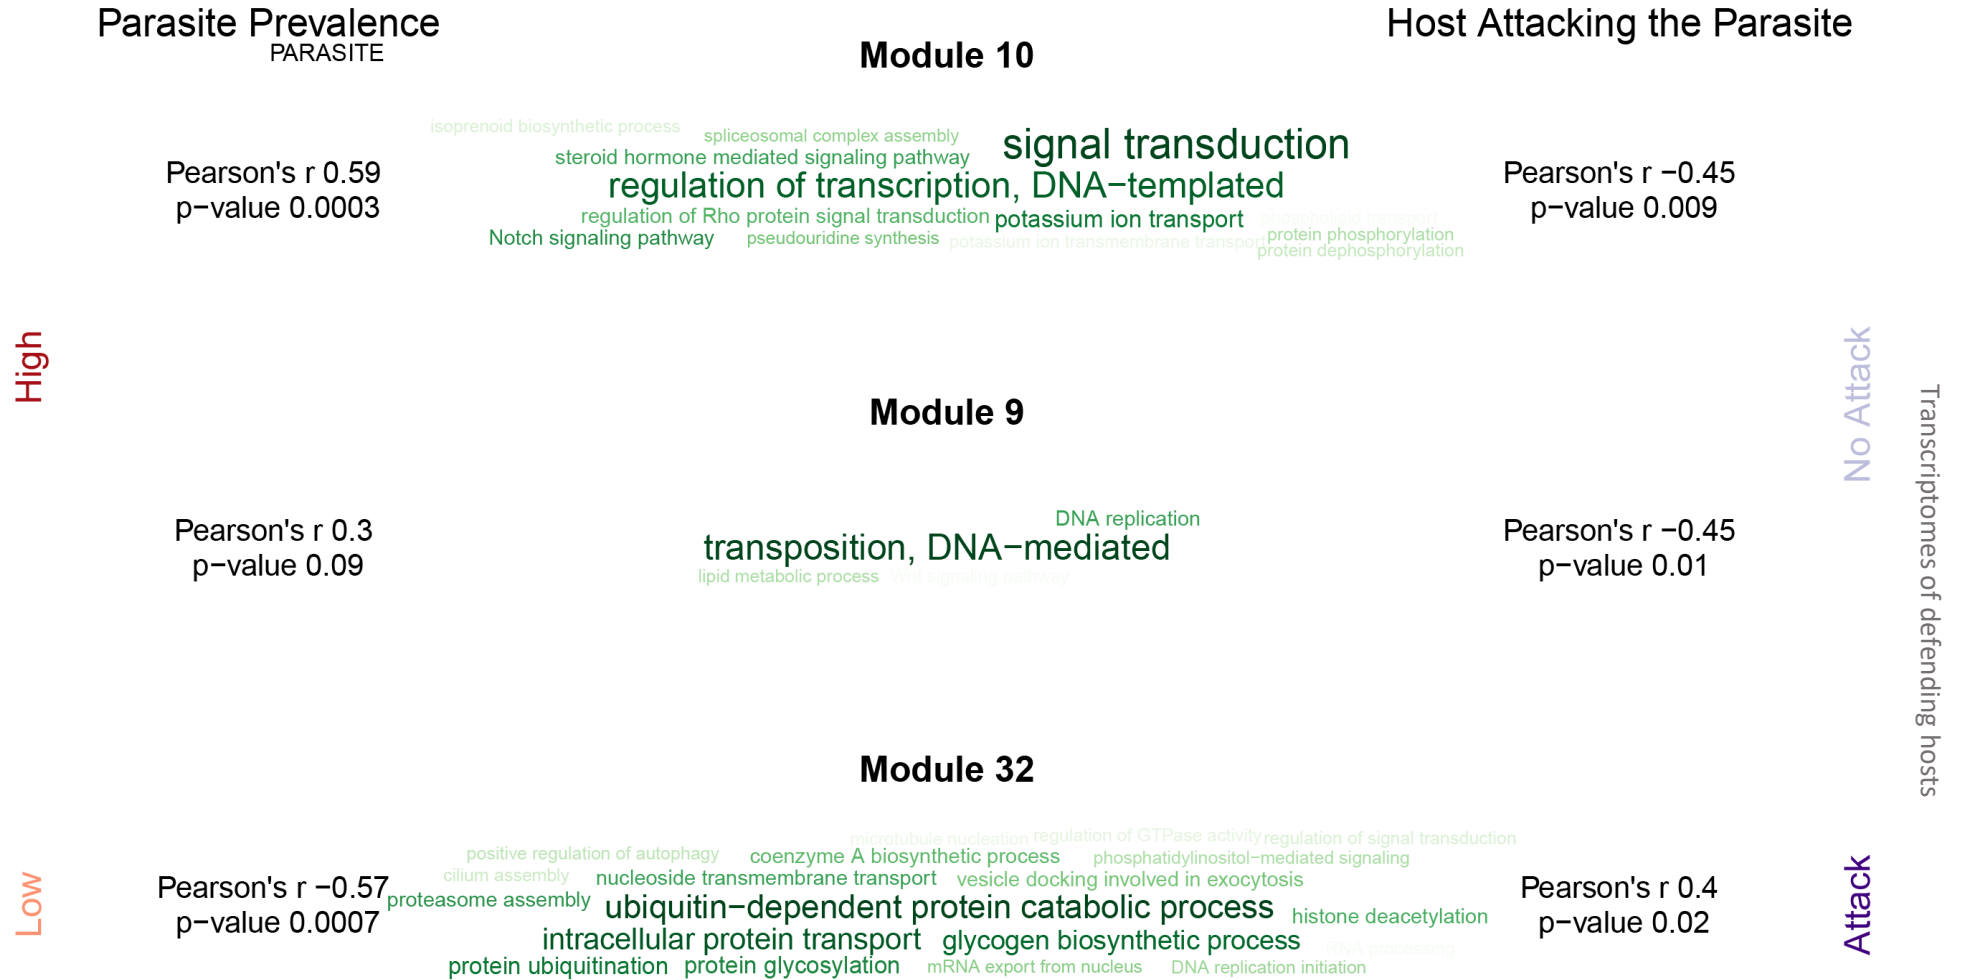 Parasite Prevalence
PARASITE
Host Attacking the Parasite
Module 10
isoprenoid biosynthetic process
spliceosomal complex assembly
signal transduction
steroid hormone mediated signaling pathway
Pearson's r 0.59
p−value 0.0003
regulation of transcription, DNA−templated
Pearson's r −0.45
p−value 0.009
regulation of Rho protein signal transduction
potassium ion transport
phospholipid transport
Notch signaling pathway
pseudouridine synthesis
potassium ion transmembrane transport
protein phosphorylation
protein dephosphorylation
High
No Attack
Transcriptomes of defending hosts
Module 9
Pearson's r 0.3
p−value 0.09
DNA replication
transposition, DNA−mediated
lipid metabolic process
Wnt signaling pathway
Pearson's r −0.45
p−value 0.01
Module 32
microtubule nucleation
regulation of GTPase activity
regulation of signal transduction
positive regulation of autophagy
coenzyme A biosynthetic process
phosphatidylinositol−mediated signaling
cilium assembly
nucleoside transmembrane transport
vesicle docking involved in exocytosis
Low
Pearson's r −0.57
p−value 0.0007
proteasome assembly
ubiquitin−dependent protein catabolic process
histone deacetylation
Pearson's r 0.4
p−value 0.02
Attack
intracellular protein transport
glycogen biosynthetic process
RNA processing
protein ubiquitination
protein glycosylation
mRNA export from nucleus
DNA replication initiation